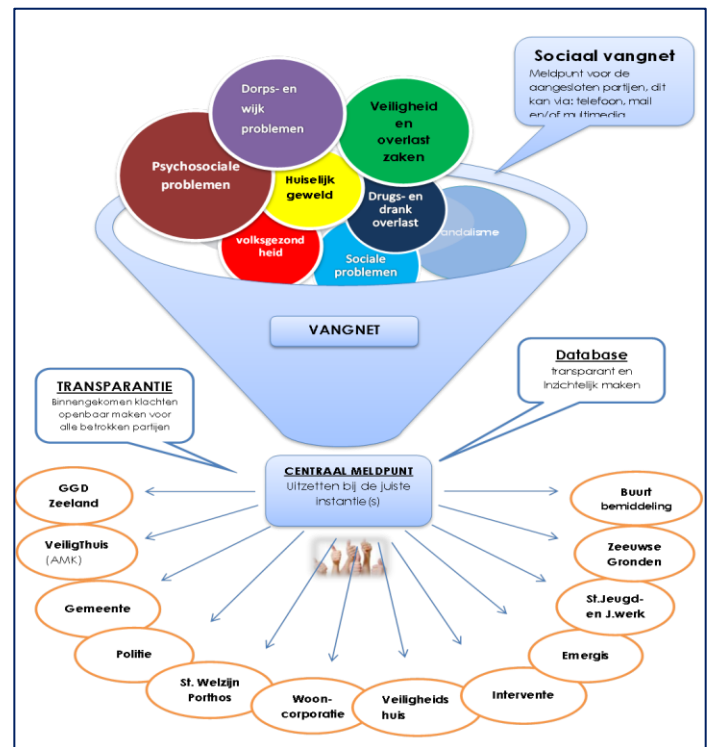 Sociaal vangnet
Meldpunt voor de
aangesloten partijen, dit
kan via: telefoon, mail
en/of multimedia
Dorps- en
wijk
problemen
Veiligheid
en
overlast
zaken
Psychosociale
problemen
Huiselijk
geweld
Drugs- en
drank
overlast
volksgezond
heid
Sociale
problemen
andalisme
VANGNET
TRANSPARANTIE
Binnengekomen klachten
openbaar maken voor
alle betrokken partijen
Database
transparant en
Inzichtelijk maken
CENTRAAL MELDPUNT
Uitzetten bij de juiste
instantie(s)
GGD
Zeeland
VeiligThuis
(AMK)
Gemeente
Politie
St. Welzijn
Porthos
Woon-
corporatie
Veiligheids
huis
Intervente
Emergis
St.Jeugd-
en J.werk
Zeeuwse
Gronden
Buurt
bemiddeling